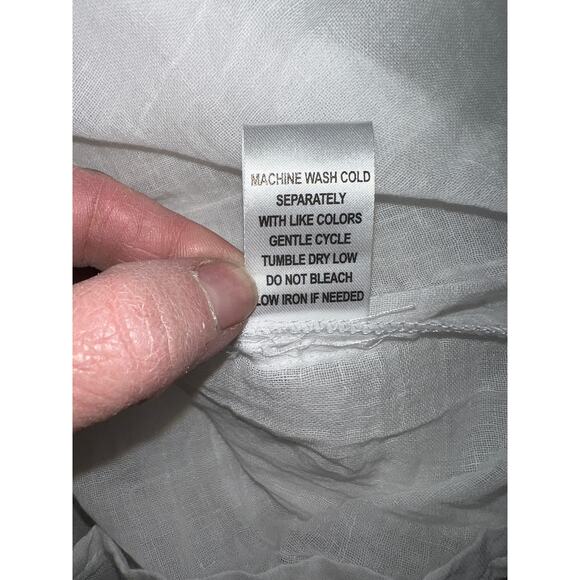 MACHINE WASH COLD
SEPARATELY
WITH LIKE COLORS
GENTLE CYCLE
TUMBLE DRY LOW
DO NOT BLEACH
LOW IRON IF NEEDED